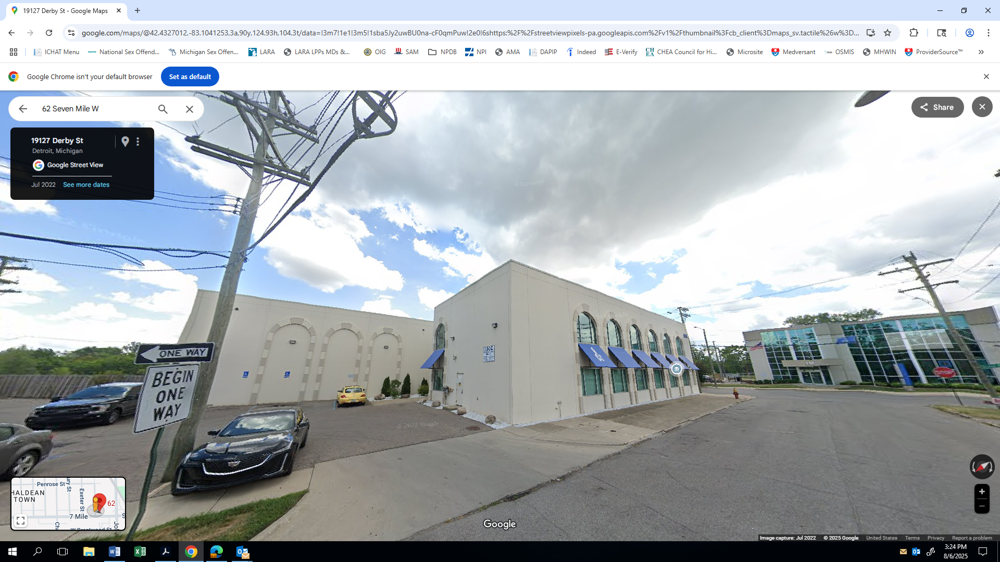 19127 Derby St - Google Maps
google.com/maps/@42.4327012,-83.1041253,3a,90y,124.93h,104.3t/data=!3m7!1e1!3m5!1sba5Jy2uwBU0na-cF0qmPuw!2e0!6shttps:%2F%2Fstreetviewpixels-pa.googleapis.com%2Fv1%2Fthumbnail%3Fcb_client%3Dmaps_sv.tactile%26w%3D...
ICHAT Menu National Sex Offend... Michigan Sex Offen... LARA LARA LPPs MDs &... OIG SAM NPDB NPI AMA DAPIP Indeed E-Verify CHEA Council for Hi... Microsite Medversant OSMIS MHWIN ProviderSource™ »
Google Chrome isn't your default browser Set as default
62 Seven Mile W
Share
19127 Derby St
Detroit, Michigan
Google Street View
Jul 2022 See more dates
© 2022 Google
ONE WAY
BEGIN
ONE
WAY
© 2022 Google
Penrose St
Exeter St
HALDEAN
TOWN
62
7 Mile
W Brentwood St
Google
Image capture: Jul 2022 © 2025 Google United States Terms Privacy Report a problem
3:24 PM
8/6/2025